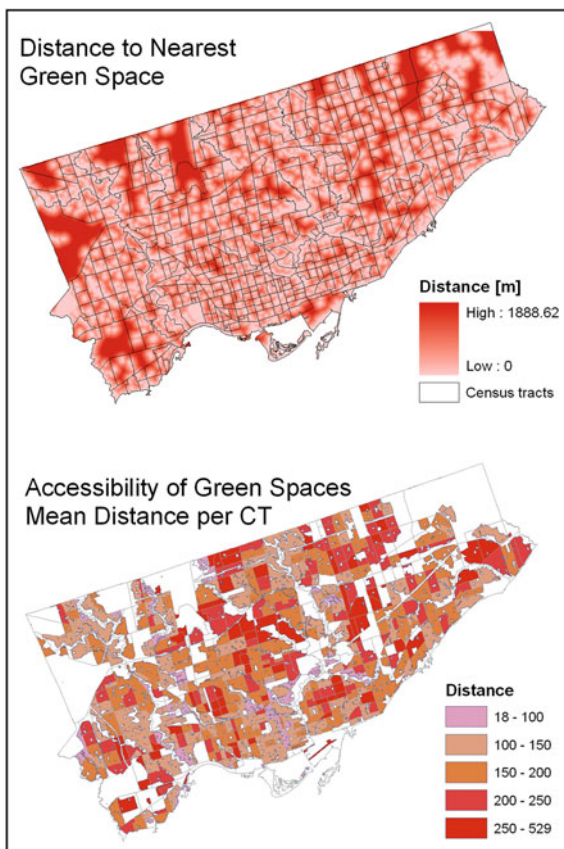 Distance to Nearest
Green Space
Distance [m]
High : 1888.62
Low : 0
Census tracts
Accessibility of Green Spaces
Mean Distance per CT
Distance
18 - 100
100 - 150
150 - 200
200 - 250
250 - 529